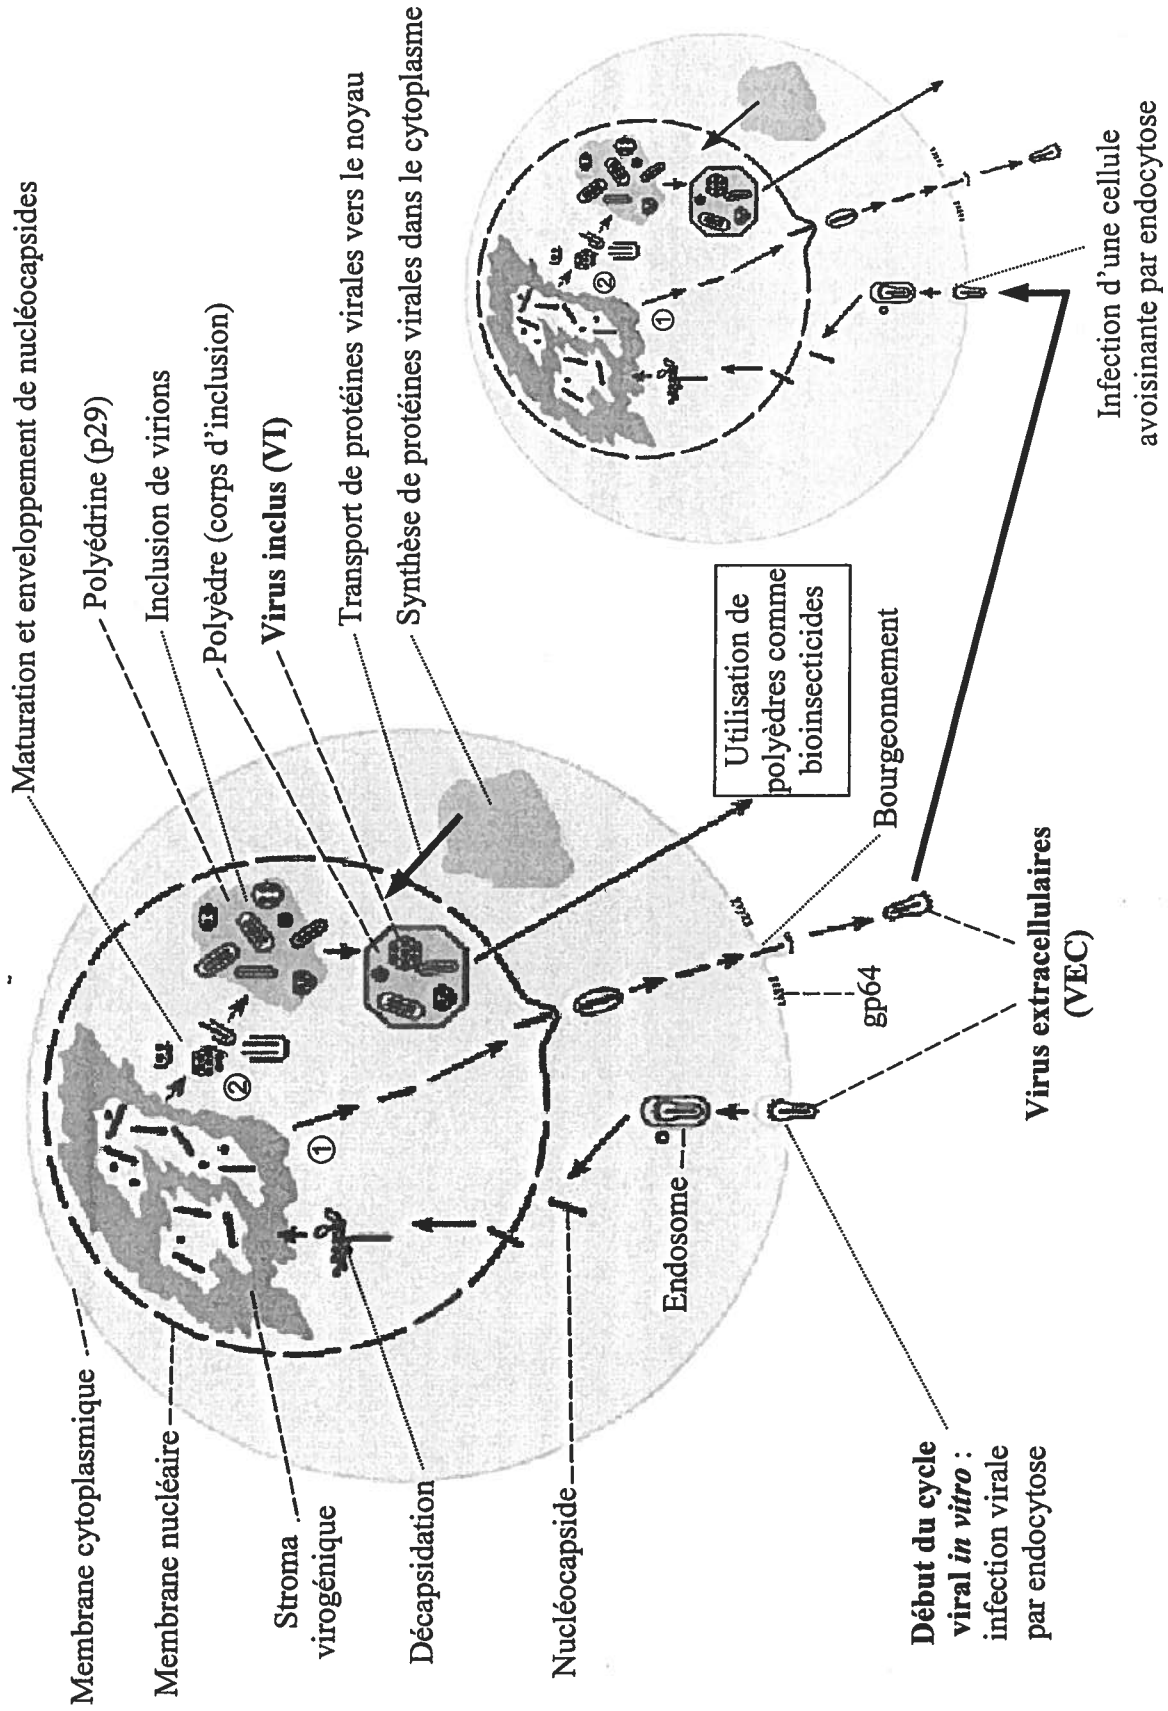 Maturation et enveloppement de nucléocapsides
Polyédrine (p29)
Inclusion de virions
Polyèdre (corps d'inclusion)
Virus inclus (VI)
Transport de protéines virales vers le noyau
Synthèse de protéines virales dans le cytoplasme
Membrane cytoplasmique
Membrane nucléaire
Stroma
virogénique
Décapsidation
Nucléocapside
①
②
Endosome
Début du cycle
viral in vitro :
infection virale
par endocytose
gp64
Virus extracellulaires
(VEC)
Bourgeonnement
Utilisation de
polyèdres comme
bioinsecticides
①
②
Infection d'une cellule
avoisinante par endocytose